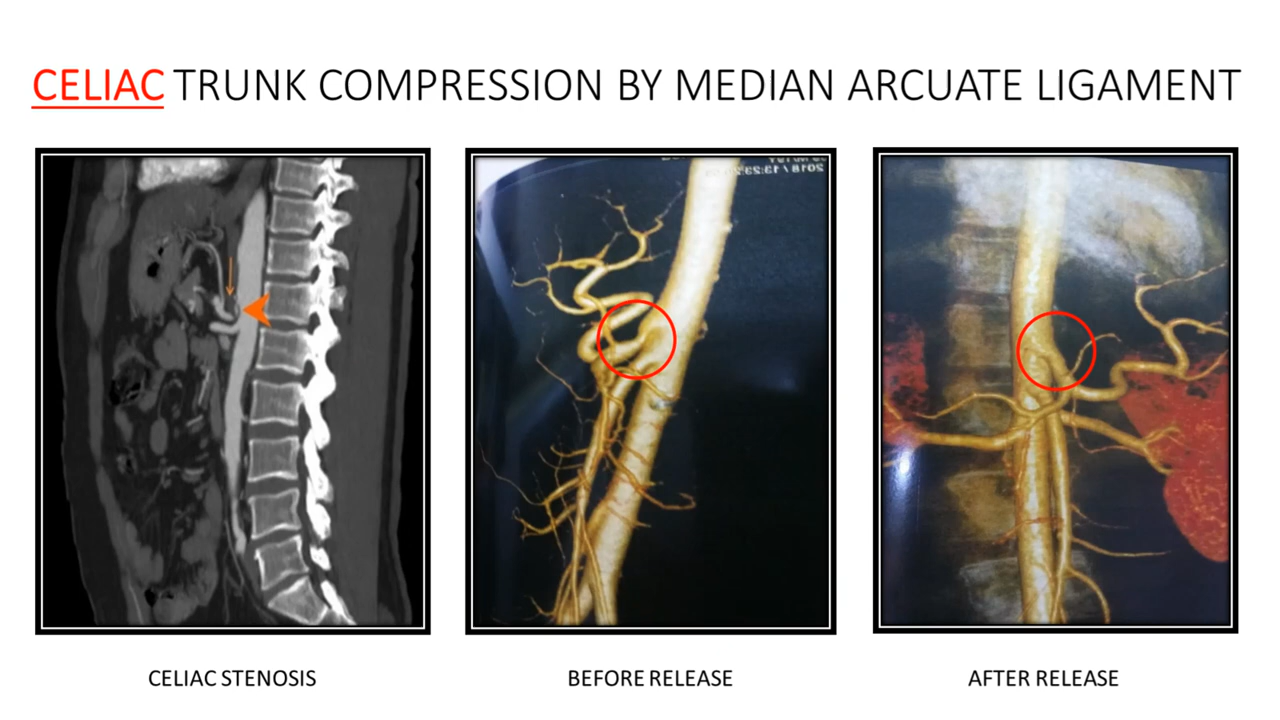 CELIAC TRUNK COMPRESSION BY MEDIAN ARCUATE LIGAMENT
CELIAC STENOSIS
BEFORE RELEASE
AFTER RELEASE